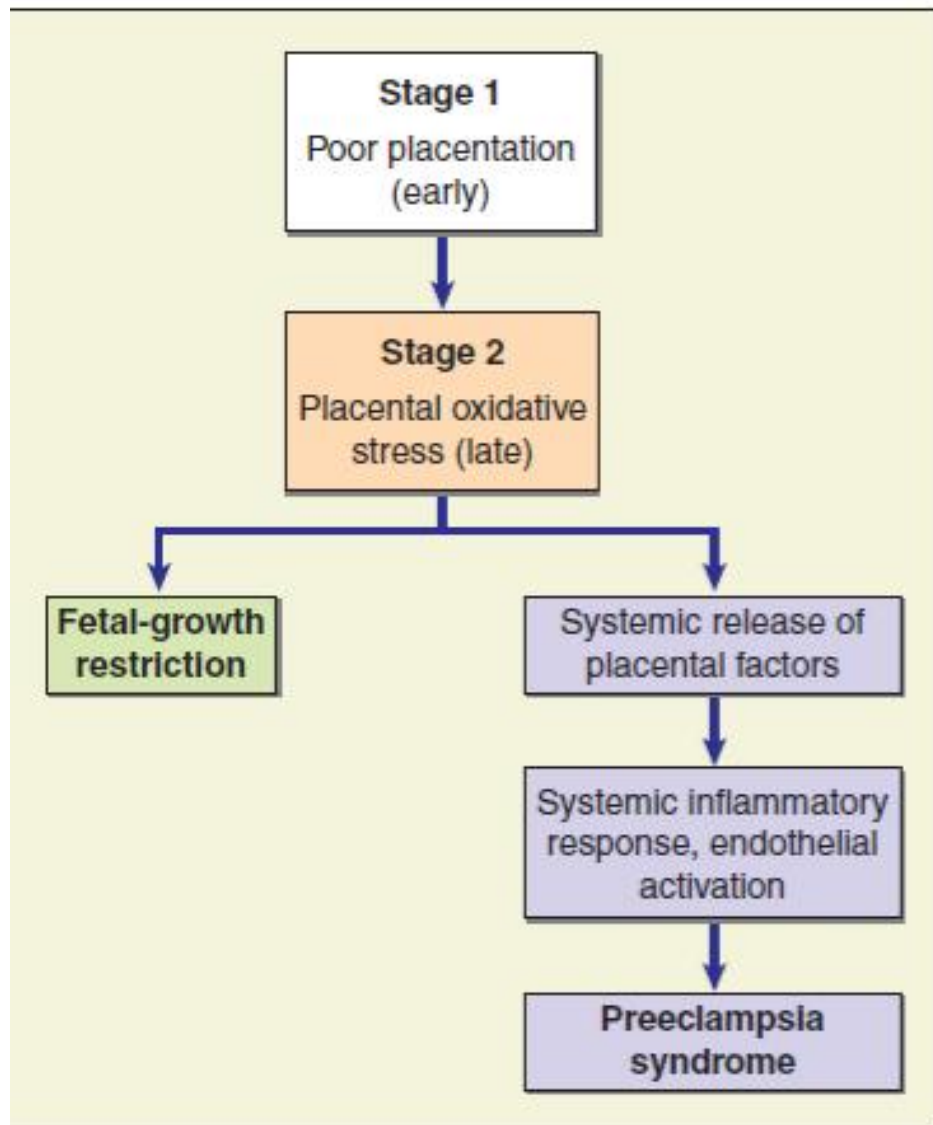 Stage 1
Poor placentation
(early)
Stage 2
Placental oxidative
stress (late)
Fetal-growth
restriction
Systemic release of
placental factors
Systemic inflammatory
response, endothelial
activation
Preeclampsia
syndrome